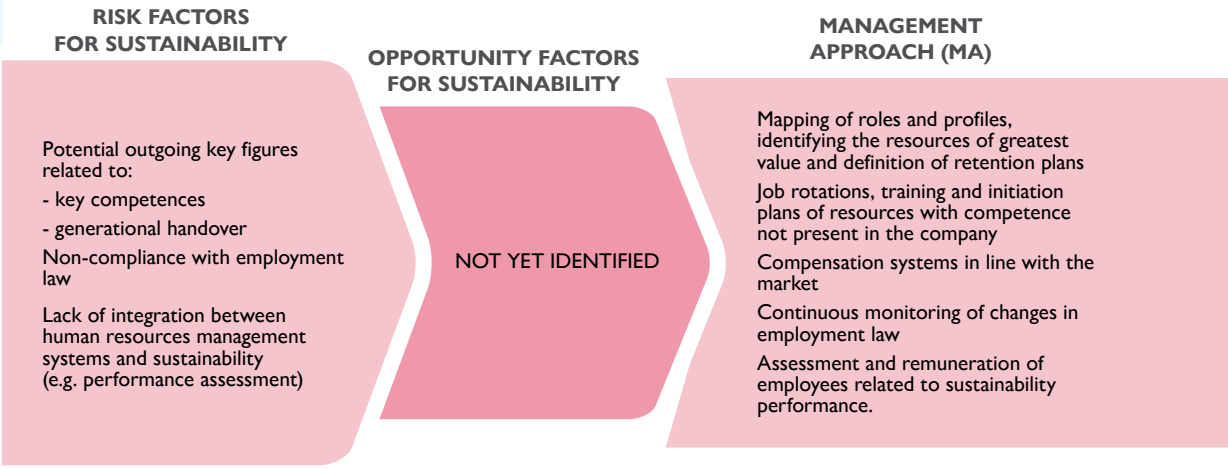 RISK FACTORS
FOR SUSTAINABILITY
Potential outgoing key figures
related to:
- key competences
- generational handover
Non-compliance with employment
law
Lack of integration between
human resources management
systems and sustainability
(e.g. performance assessment)
OPPORTUNITY FACTORS
FOR SUSTAINABILITY
NOT YET IDENTIFIED
MANAGEMENT
APPROACH (MA)
Mapping of roles and profiles,
identifying the resources of greatest
value and definition of retention plans
Job rotations, training and initiation
plans of resources with competence
not present in the company
Compensation systems in line with the
market
Continuous monitoring of changes in
employment law
Assessment and remuneration of
employees related to sustainability
performance.